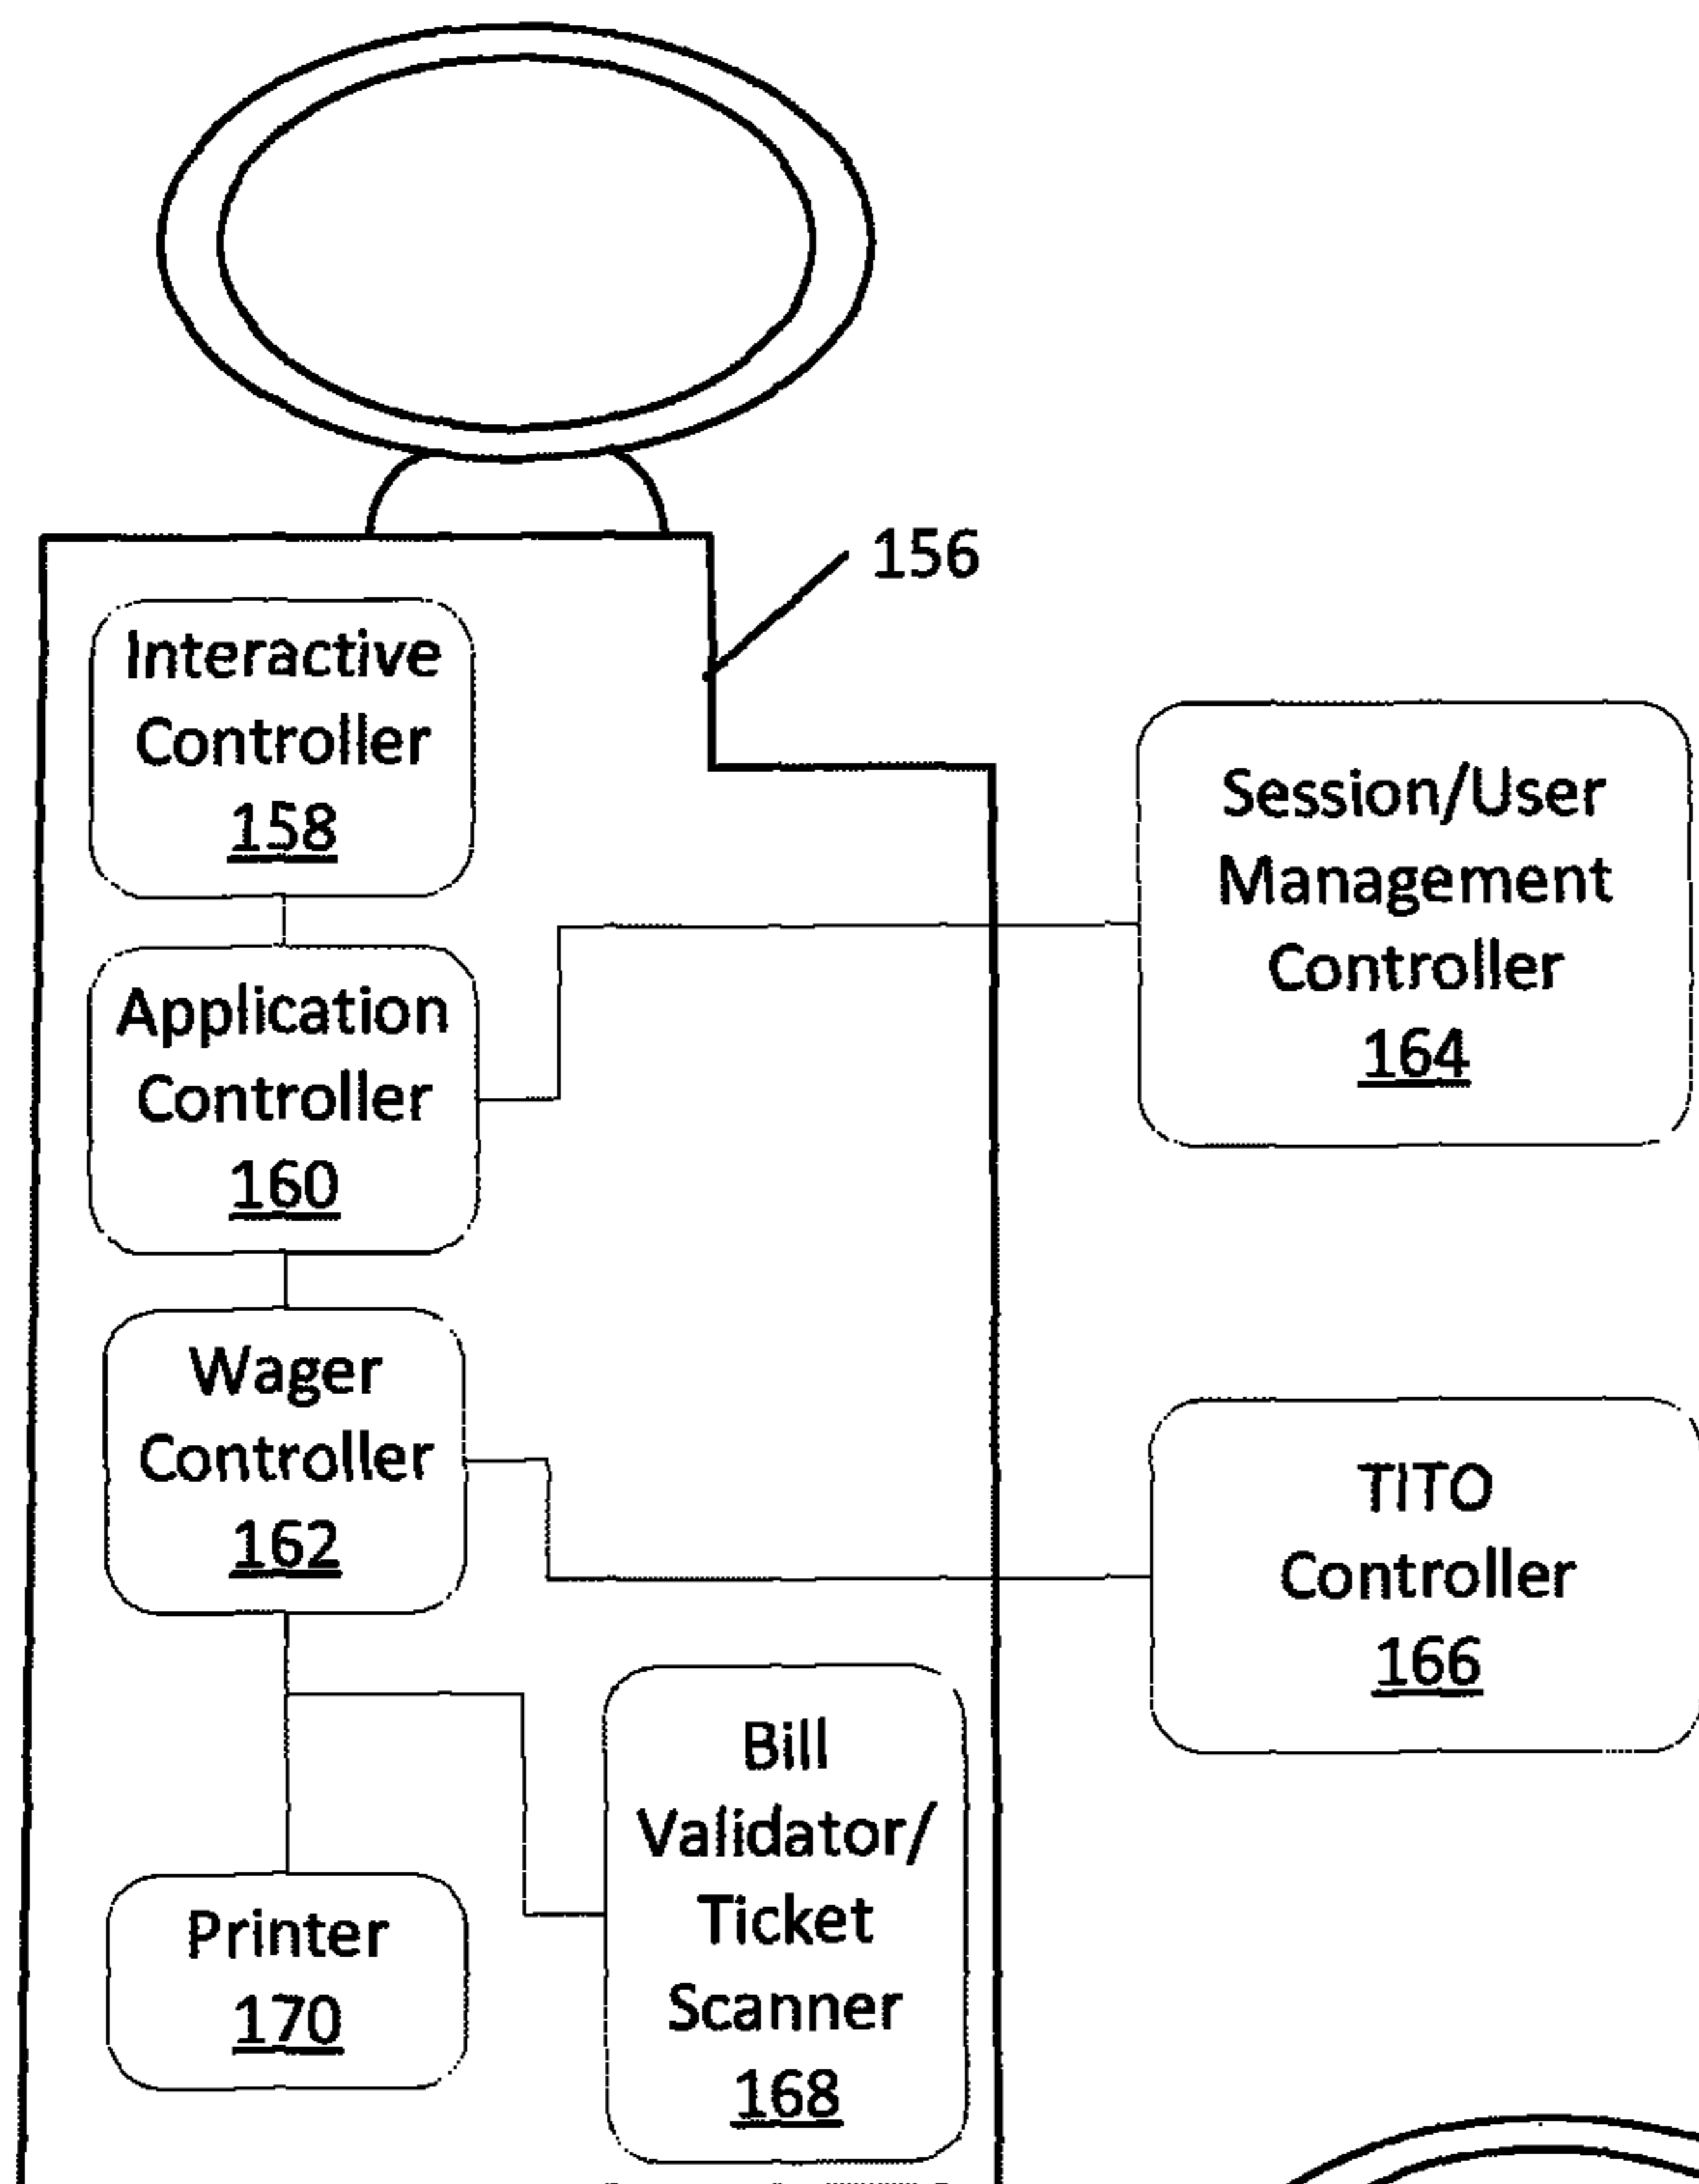 156
Interactive
Controller
158
Session/User
Management
Controller
164
Application
Controller
160
Wager
Controller
162
TITO
Controller
166
Bill
Validator/
Ticket
Scanner
168
Printer
170